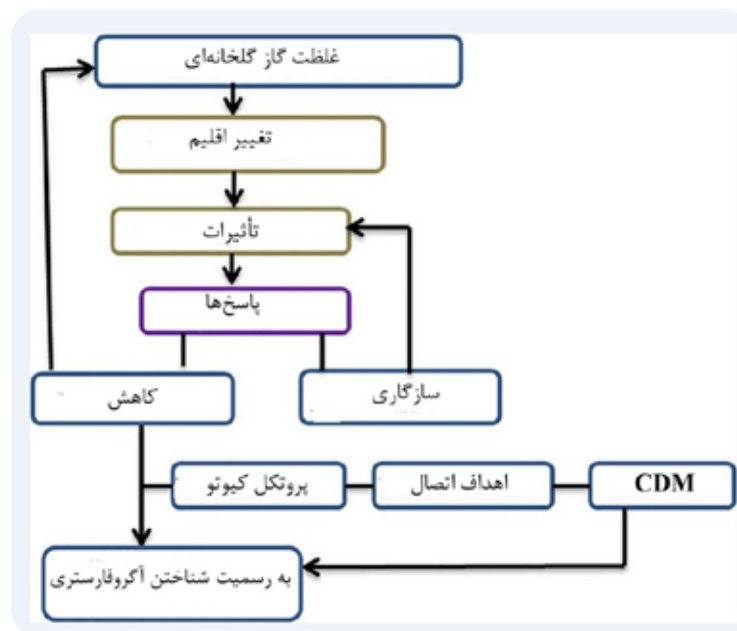 غلظت گاز گلخانه‌ای
تغییر اقلیم
تأثیرات
پاسخ‌ها
سازگاری
کاهش
CDM
اهداف اتصال
پروتکل کیوتو
به رسمیت شناختن آگروفارستری